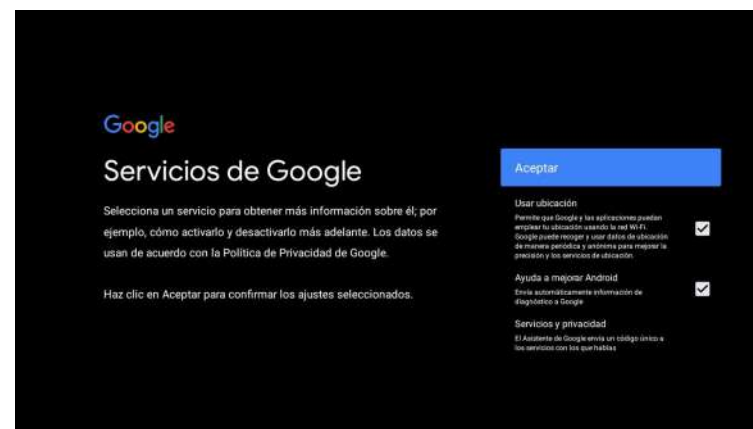 Google
Servicios de Google
Selecciona un servicio para obtener más información sobre él; por
ejemplo, cómo activarlo y desactivarlo más adelante. Los datos se
usan de acuerdo con la Política de Privacidad de Google.
Haz clic en Aceptar para confirmar los ajustes seleccionados.
Aceptar
Usar ubicación
Permite que Google y las aplicaciones puedan
emplear tu ubicación usando la red Wi-Fi.
Google puede recoger y usar datos de ubicación
de manera periódica y anónima para mejorar la
precisión y los servicios de ubicación.
Ayuda a mejorar Android
Envía automáticamente información de
diagnóstico a Google
Servicios y privacidad
El Asistente de Google envía un código único a
los servicios con los que hablas